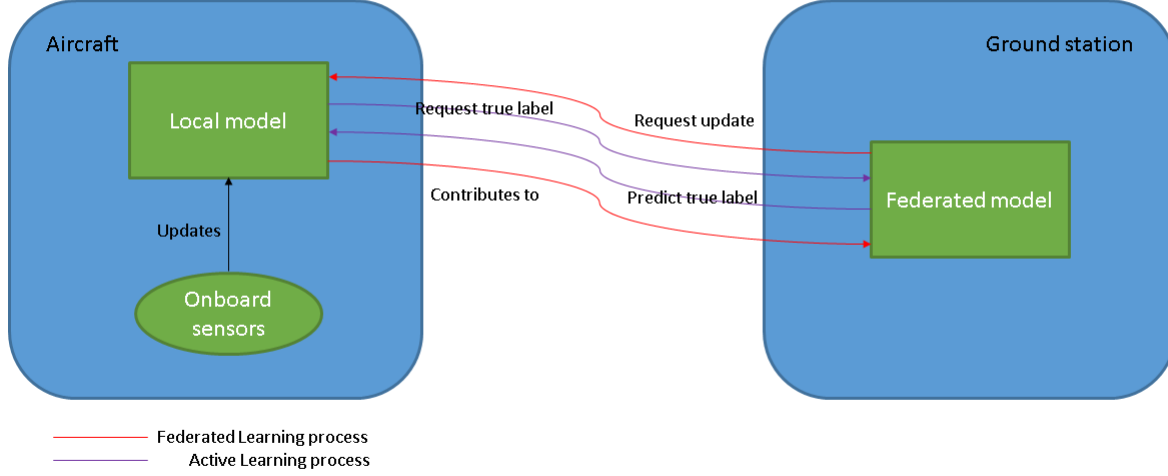 Aircraft
Ground station
Local model
Request true label
Request update
Contributes to
Predict true label
Federated model
Updates
Onboard
sensors
Federated Learning process
Active Learning process